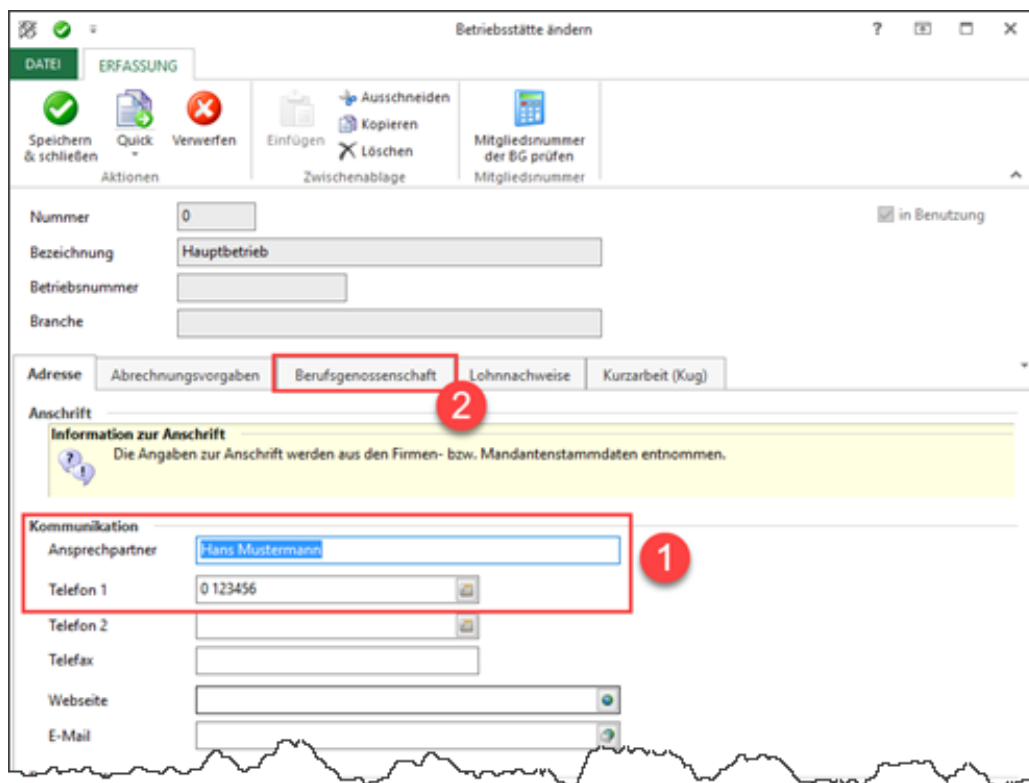 Betriebsstätte ändern ?
DATEI ERFASSUNG
Speichern & schließen
Quick
Verwerfen
Aktionen
Einfügen
Ausschneiden
Kopieren
Löschen
Zwischenablage
Mitgliedsnummer der BG prüfen
Mitgliedsnummer
Nummer 0 in Benutzung
Bezeichnung Hauptbetrieb
Betriebsnummer
Branche
Adresse Abrechnungsvorgaben Berufsgenossenschaft Lohnnachweise Kurzarbeit (Kug)
2
Anschrift
Information zur Anschrift
Die Angaben zur Anschrift werden aus den Firmen- bzw. Mandantenstammdaten entnommen.
Kommunikation
Ansprechpartner Hans Mustermann
1
Telefon 1 0 123456
Telefon 2
Telefax
Webseite
E-Mail